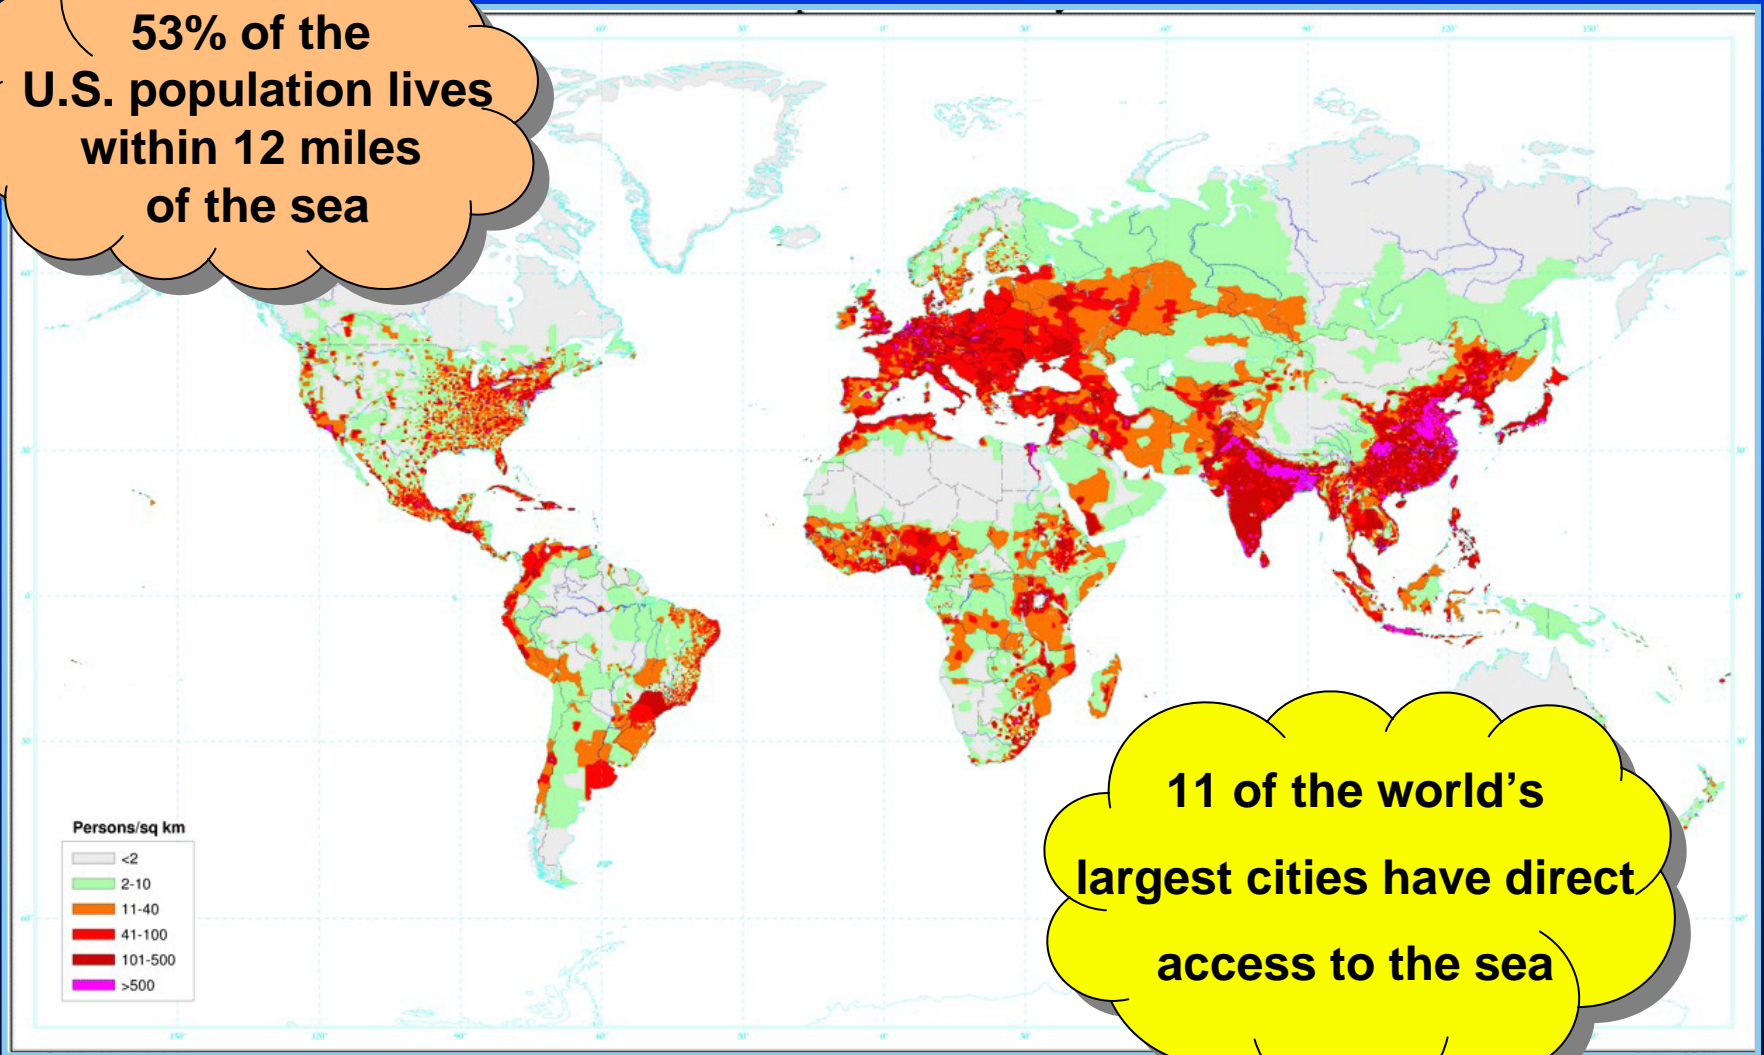 53% of the
U.S. population lives
within 12 miles
of the sea
11 of the world’s
largest cities have direct
access to the sea
Persons/sq km
<2
2-10
11-40
41-100
101-500
>500